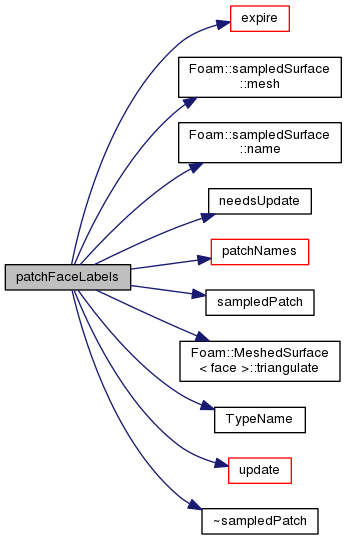 expire
Foam::sampledSurface
::mesh
Foam::sampledSurface
::name
needsUpdate
patchFaceLabels
patchNames
sampledPatch
Foam::MeshedSurface
< face >::triangulate
TypeName
update
~sampledPatch